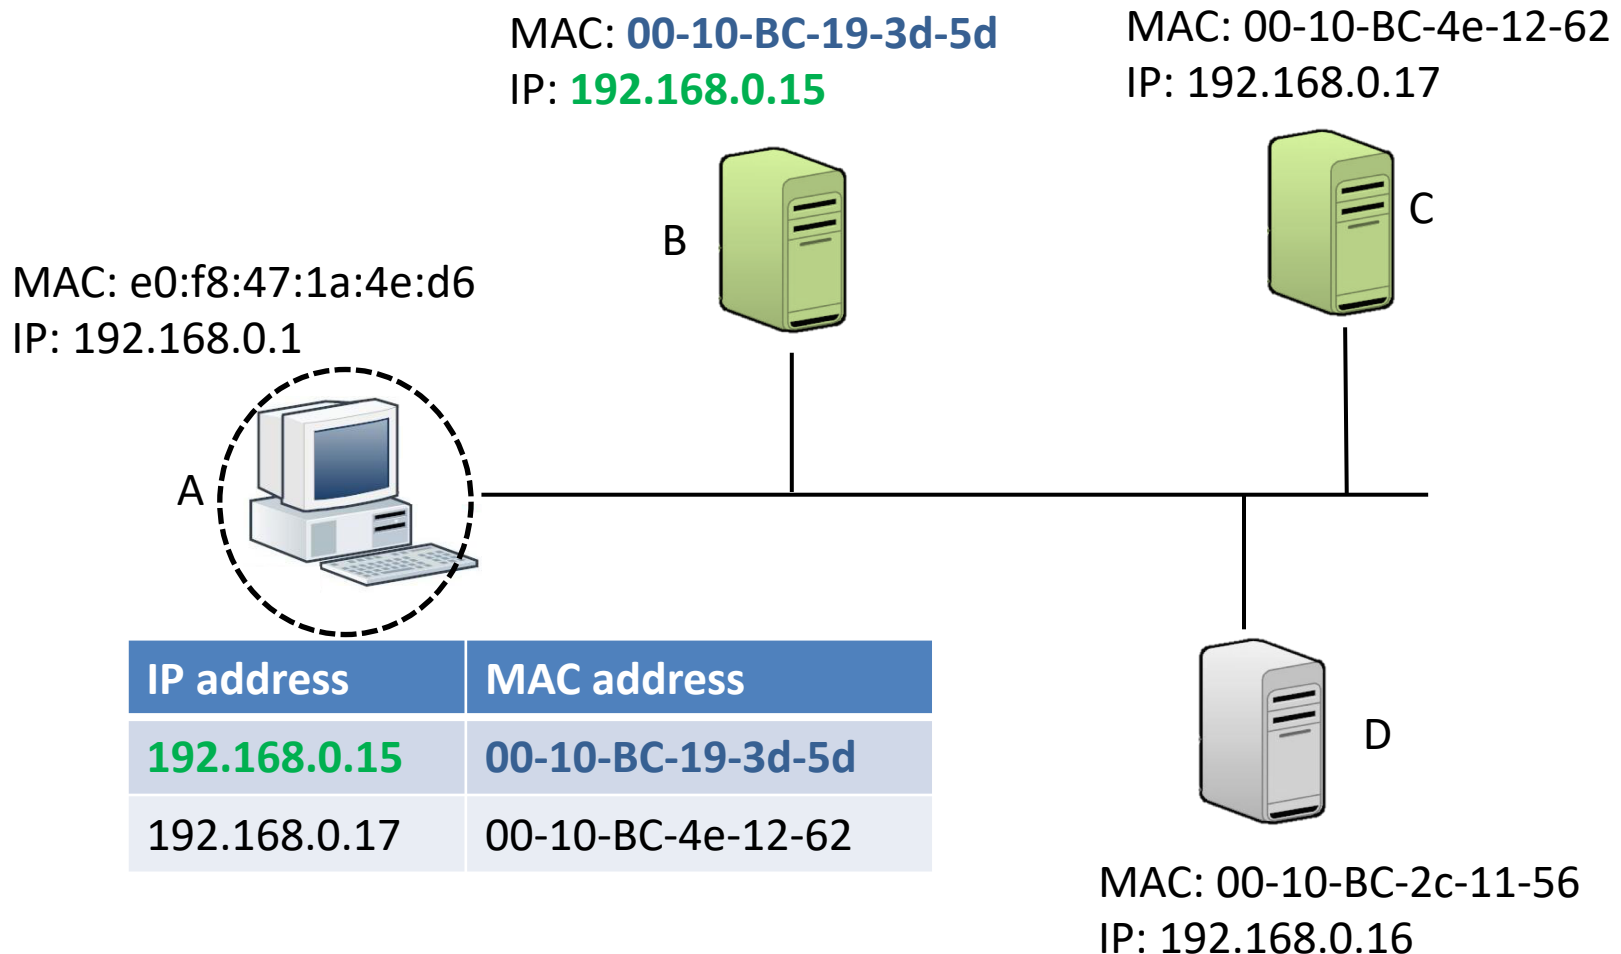 MAC: 00-10-BC-19-3d-5d
IP: 192.168.0.15
MAC: 00-10-BC-4e-12-62
IP: 192.168.0.17
B
C
MAC: e0:f8:47:1a:4e:d6
IP: 192.168.0.1
A
IP address MAC address
192.168.0.15 00-10-BC-19-3d-5d
192.168.0.17 00-10-BC-4e-12-62
D
MAC: 00-10-BC-2c-11-56
IP: 192.168.0.16